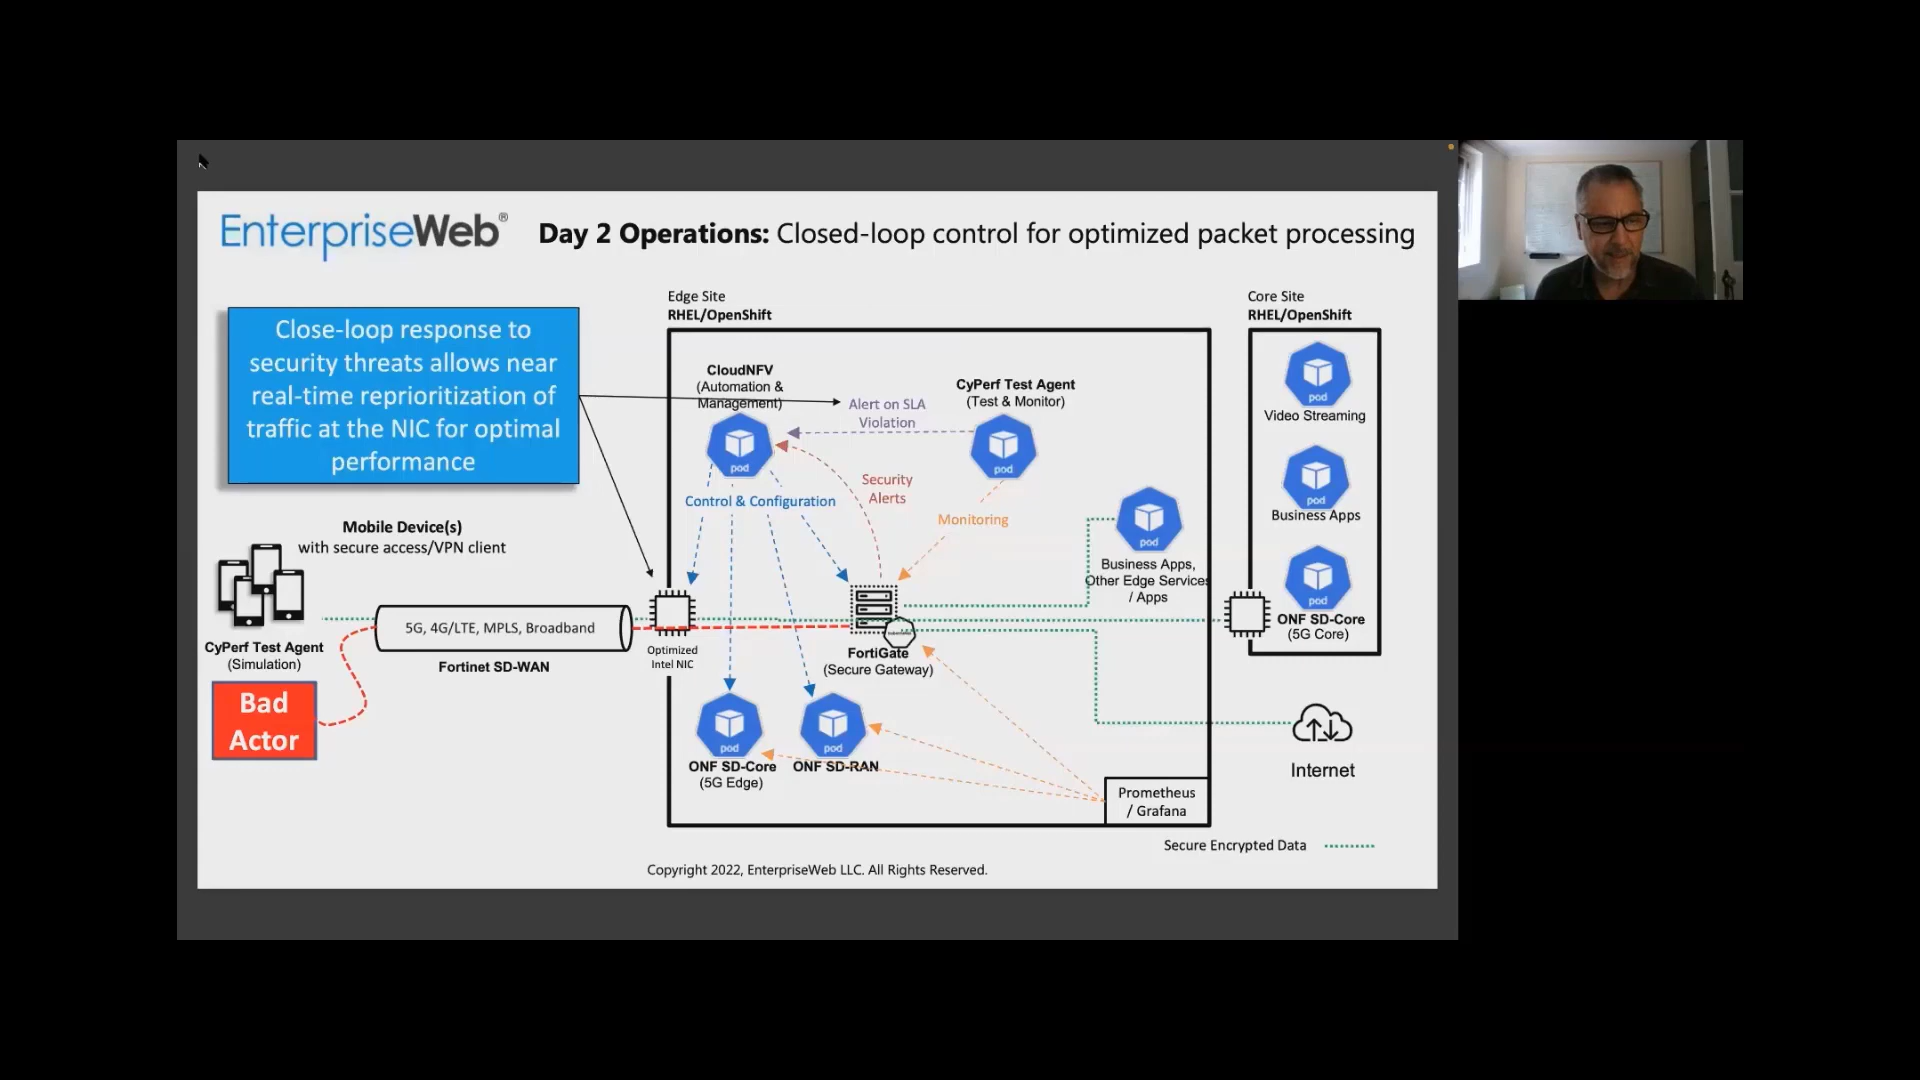 EnterpriseWeb®
Day 2 Operations: Closed-loop control for optimized packet processing
Close-loop response to
security threats allows near
real-time reprioritization of
traffic at the NIC for optimal
performance
Edge Site
RHEL/OpenShift
Core Site
RHEL/OpenShift
CloudNFV
(Automation &
Management)
pod
Alert on SLA
Violation
CyPerf Test Agent
(Test & Monitor)
pod
Security
Alerts
Control & Configuration
Monitoring
pod
Business Apps,
Other Edge Services
/ Apps
pod
Video Streaming
pod
Business Apps
pod
ONF SD-Core
(5G Core)
Mobile Device(s)
with secure access/VPN client
CyPerf Test Agent
(Simulation)
5G, 4G/LTE, MPLS, Broadband
Fortinet SD-WAN
Optimized
Intel NIC
FortiGate
(Secure Gateway)
Bad
Actor
pod
ONF SD-Core
(5G Edge)
pod
ONF SD-RAN
Prometheus
/ Grafana
Internet
Secure Encrypted Data
Copyright 2022, EnterpriseWeb LLC. All Rights Reserved.